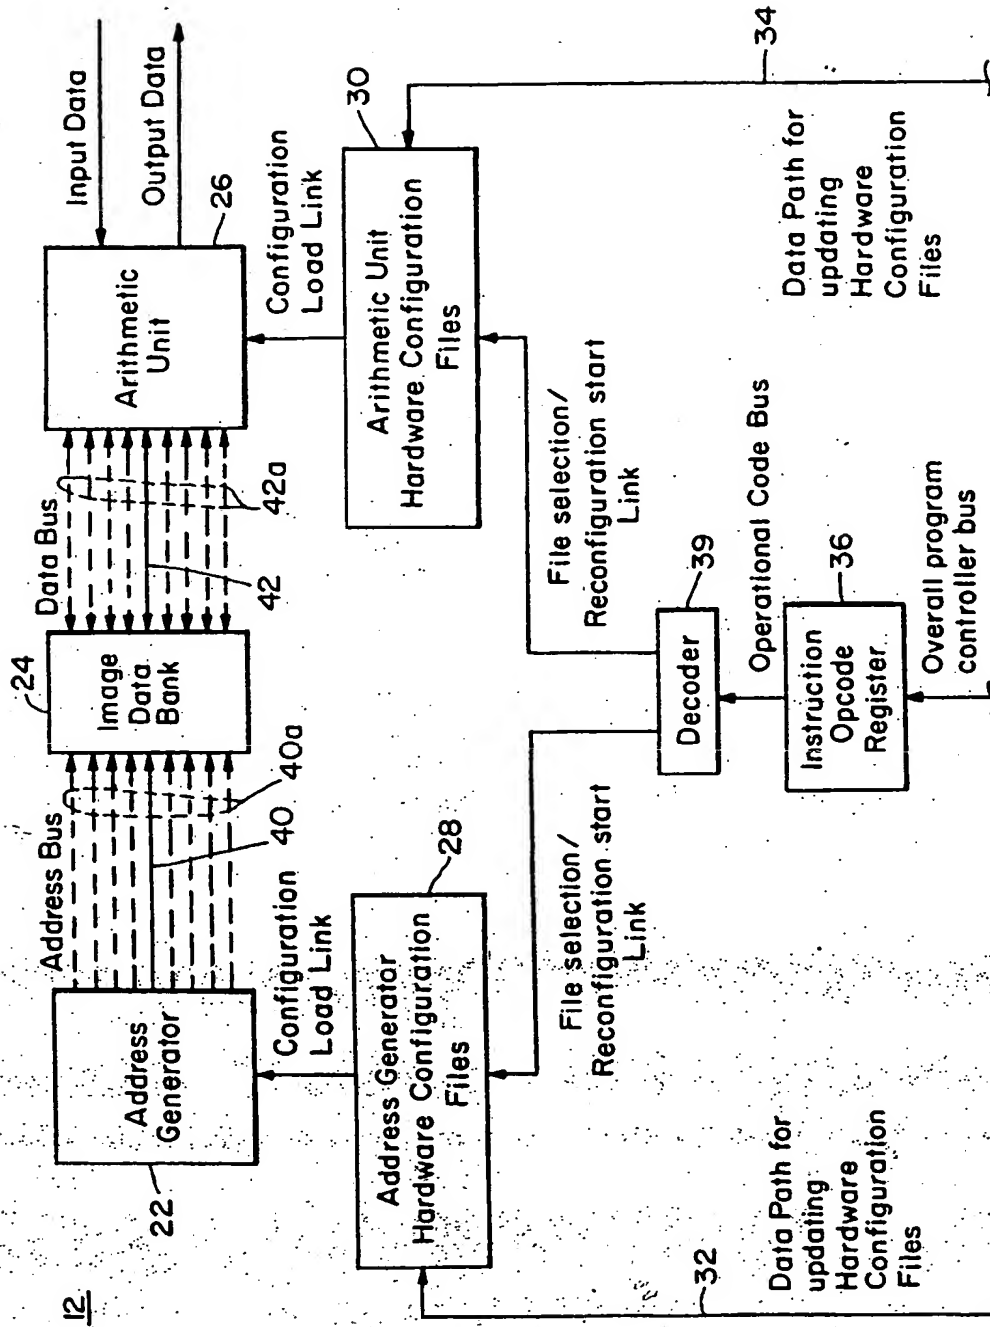 12
22
Address
Generator
Address Bus
40
40a
24
Image
Data
Bank
Data Bus
42
42a
Arithmetic
Unit
26
Input Data
Output Data
Configuration
Load Link
Configuration
Load Link
28
Address Generator
Hardware Configuration
Files
30
Arithmetic Unit
Hardware Configuration
Files
File selection/
Reconfiguration start
Link
File selection/
Reconfiguration start
Link
39
Decoder
Operational Code Bus
36
Instruction
Opcode
Register
Overall program
controller bus
32
Data Path for
updating
Hardware
Configuration
Files
34
Data Path for
updating
Hardware
Configuration
Files